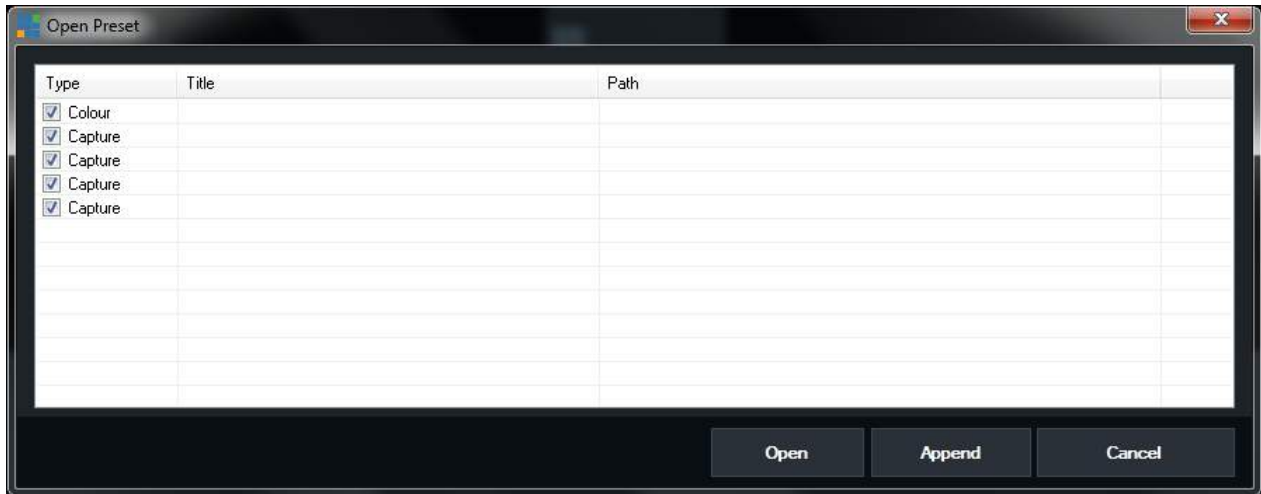 Open Preset
Type Title Path
Colour
Capture
Capture
Capture
Capture
Open Append Cancel